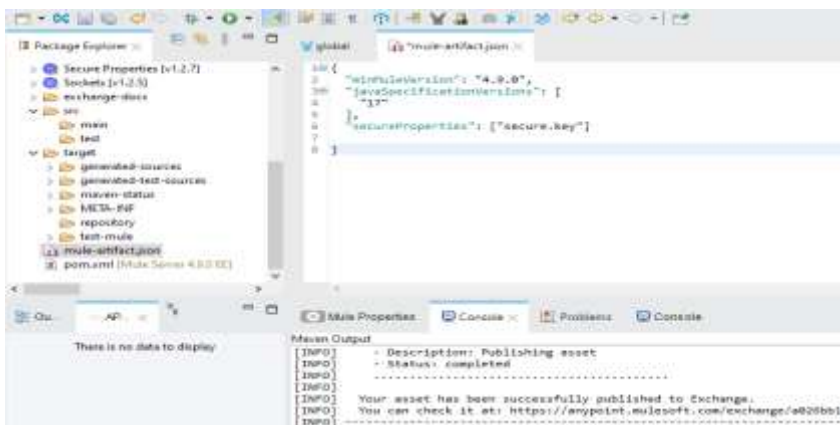 Package Explorer
Secure Properties [v1.2.7]
Sockets [v1.2.5]
exchange-docs
src
main
test
target
generated-sources
generated-test-sources
maven-status
META-INF
repository
test-mule
mule-artifact.json
pom.xml [Mule Server 4.9.0 EE]
global
*mule-artifact.json
{
"minMuleVersion": "4.9.0",
"javaSpecificationVersions": [
"17"
],
"secureProperties": ["secure.key"]
}
Ou...
API
There is no data to display
Mule Properties
Console
Problems
Console
Maven Output
[INFO] - Description: Publishing asset
[INFO] - Status: completed
[INFO] ------------------------------------------
[INFO]
[INFO] Your asset has been successfully published to Exchange.
[INFO] You can check it at: https://anypoint.mulesoft.com/exchange/
[INFO] ------------------------------------------